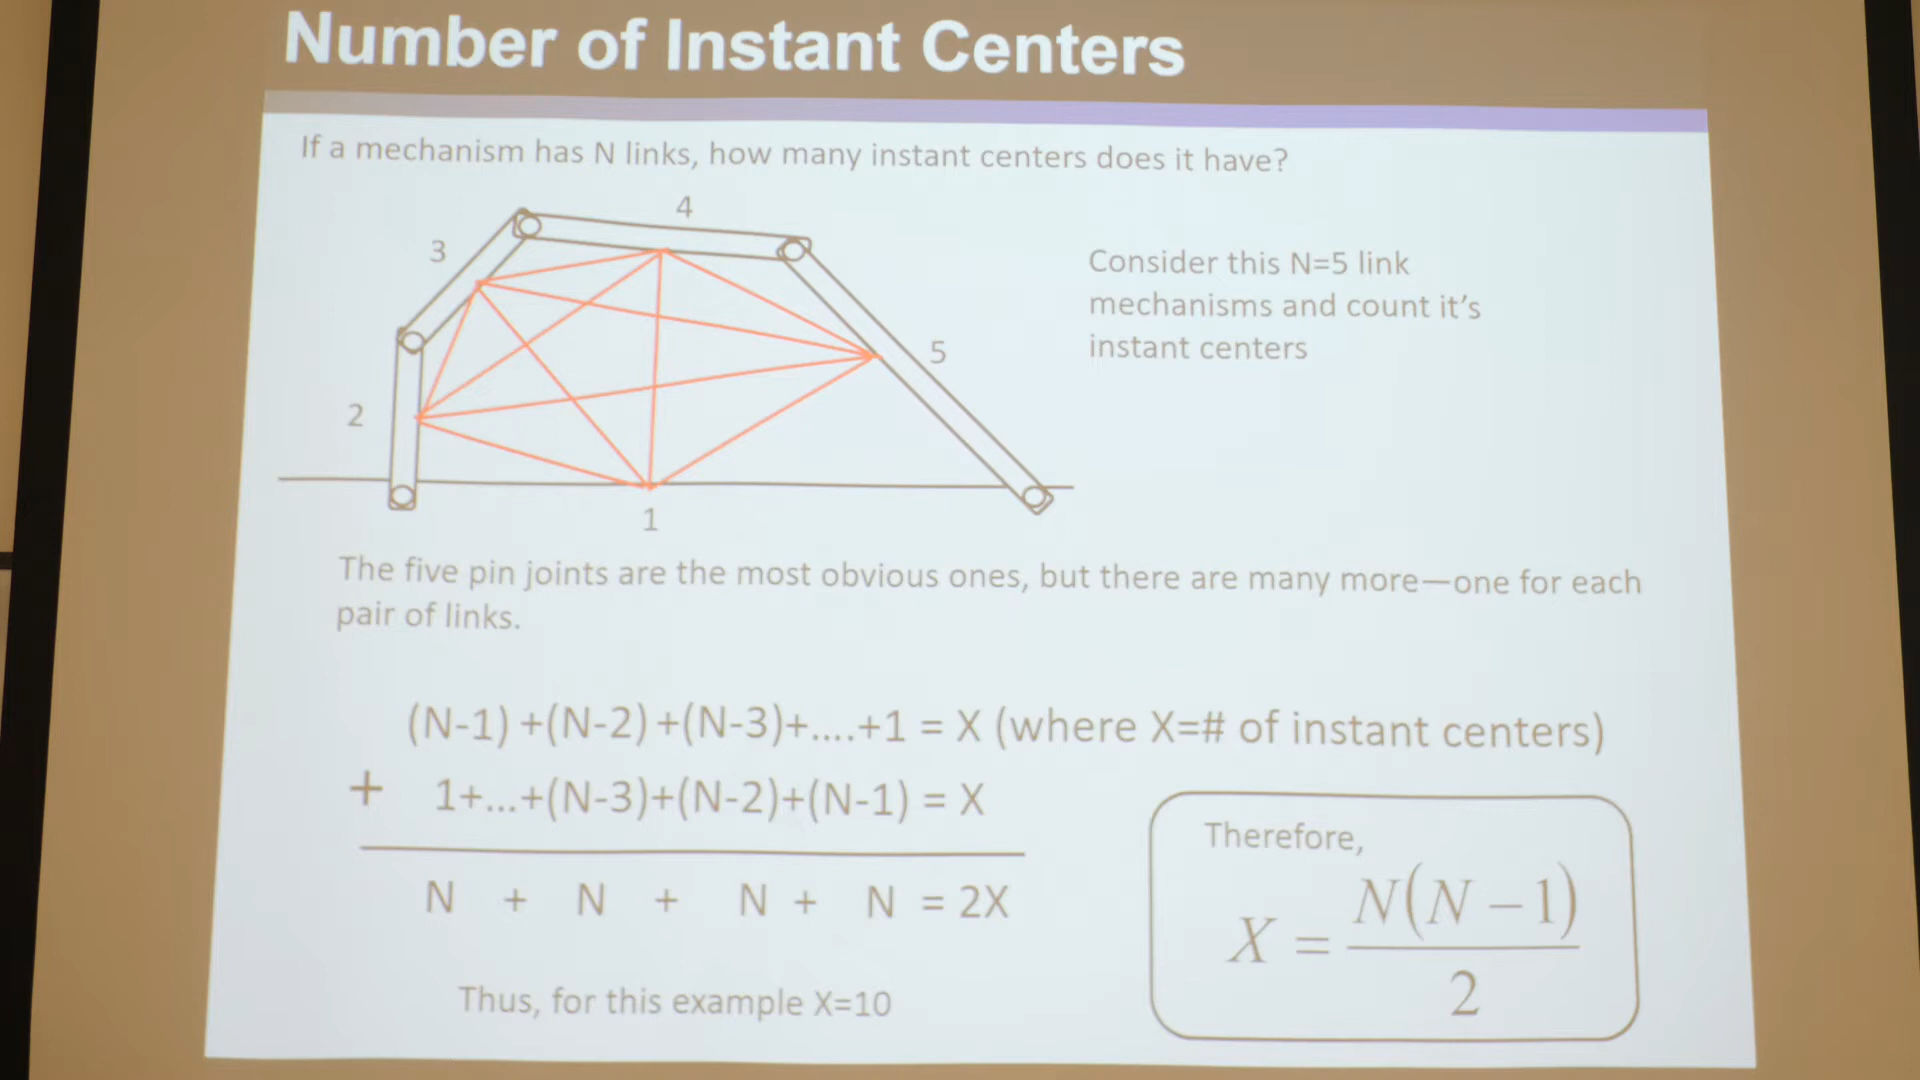 Number of Instant Centers
If a mechanism has N links, how many instant centers does it have?
4
3
Consider this N=5 link
mechanisms and count it's
instant centers
5
2
1
The five pin joints are the most obvious ones, but there are many more—one for each
pair of links.
(N-1)+(N-2)+(N-3)+....+1 = X (where X=# of instant centers)
+ 1+...+(N-3)+(N-2)+(N-1) = X
N + N + N + N = 2X
Therefore,
X = N(N – 1)
2
Thus, for this example X=10